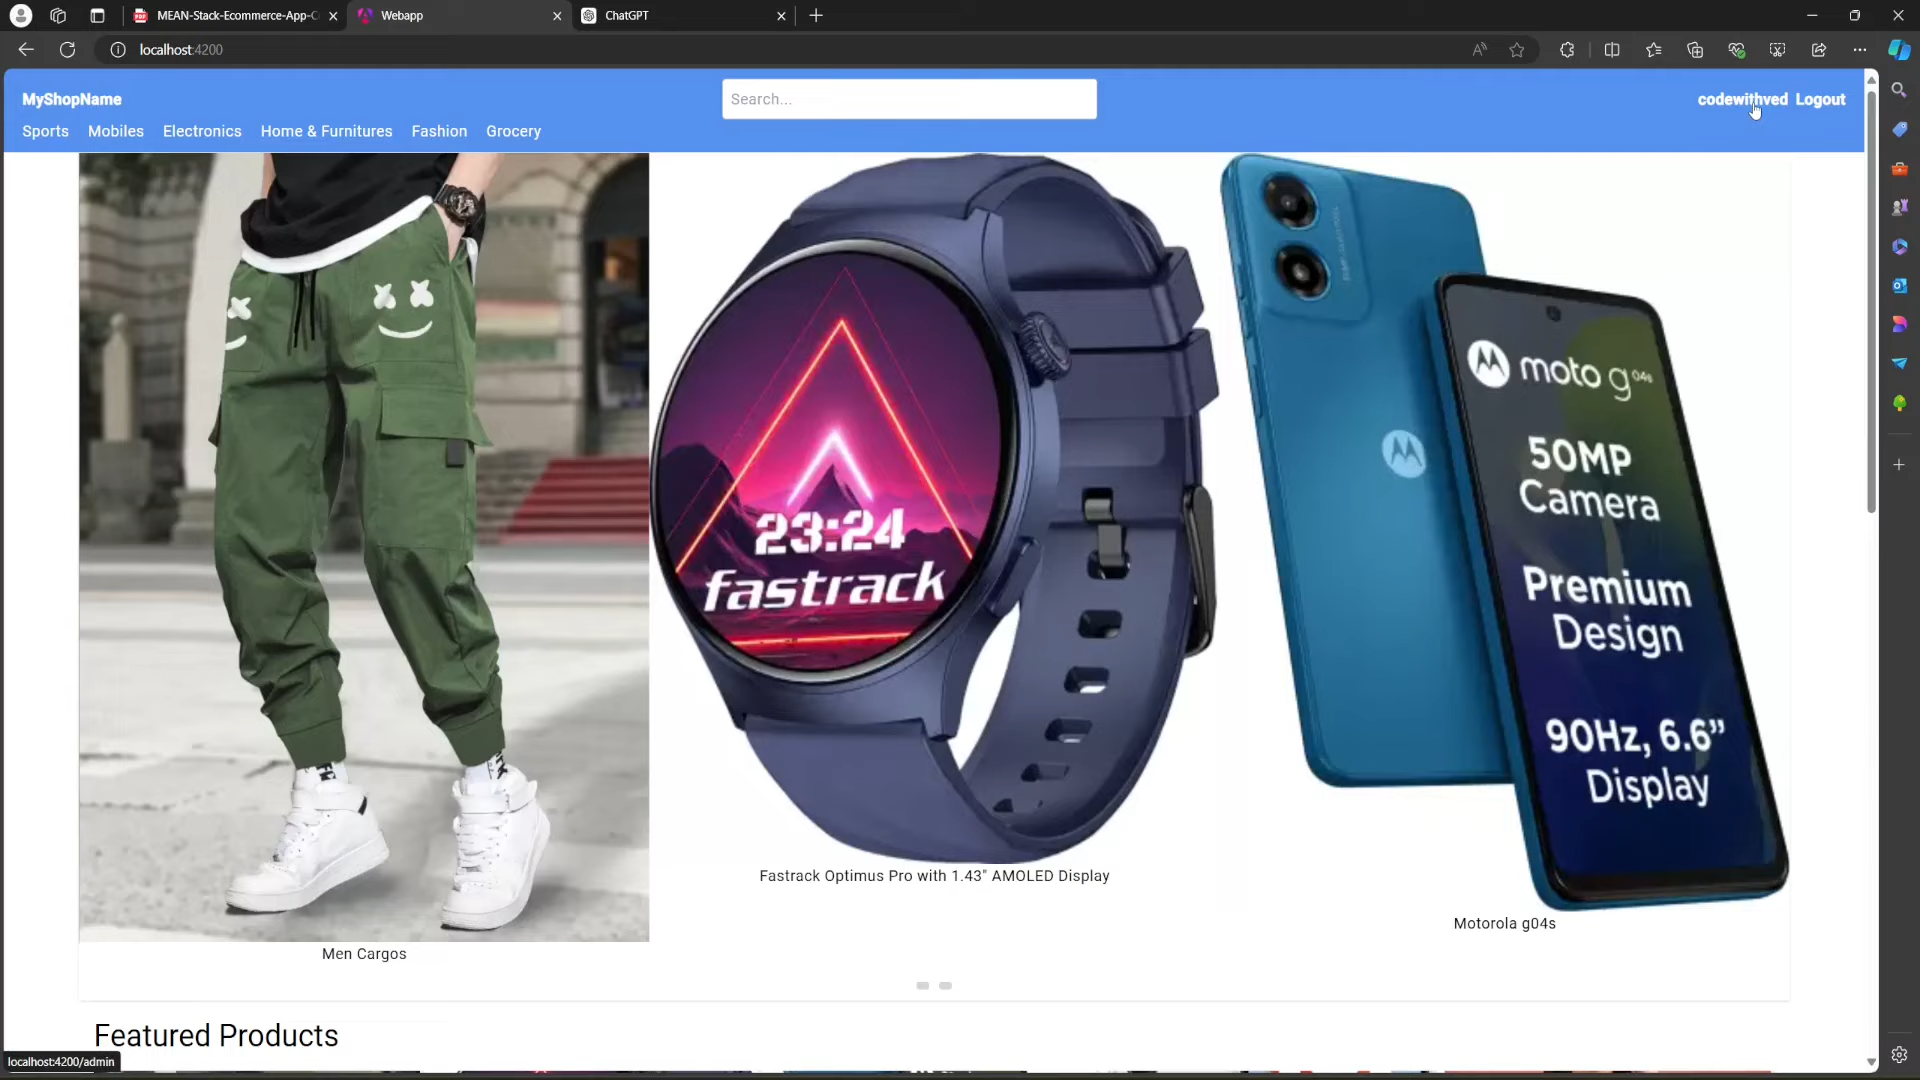 MEAN-Stack-Ecommerce-App-C
Webapp
ChatGPT
localhost:4200
MyShopName
Search...
codewithved Logout
Sports Mobiles Electronics Home & Furnitures Fashion Grocery
23:24
fastrack
moto g04s
50MP
Camera
Premium
Design
90Hz, 6.6”
Display
Fastrack Optimus Pro with 1.43" AMOLED Display
Motorola g04s
Men Cargos
Featured Products
localhost:4200/admin